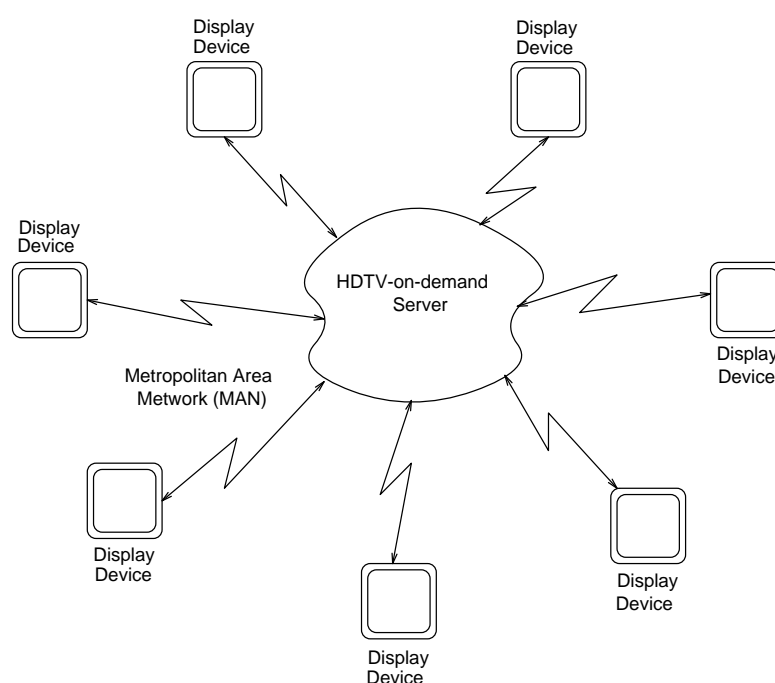 Display
Device
Display
Device
Display
Device
HDTV-on-demand
Server
Display
Device
Metropolitan Area
Metwork (MAN)
Display
Device
Display
Device
Display
Device